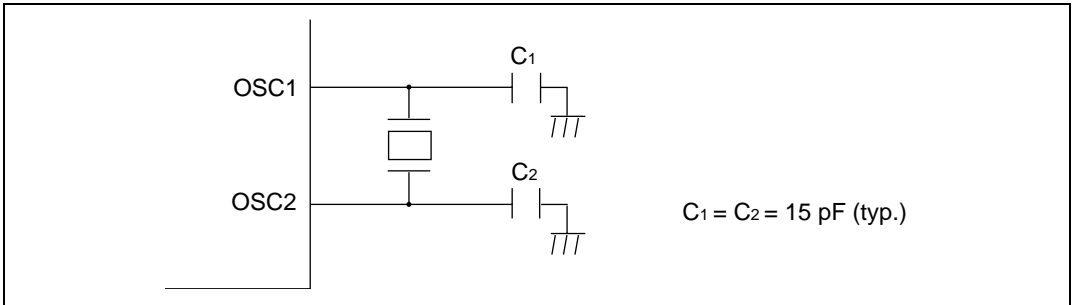 C1
OSC1
C2
OSC2
C1 = C2 = 15 pF (typ.)